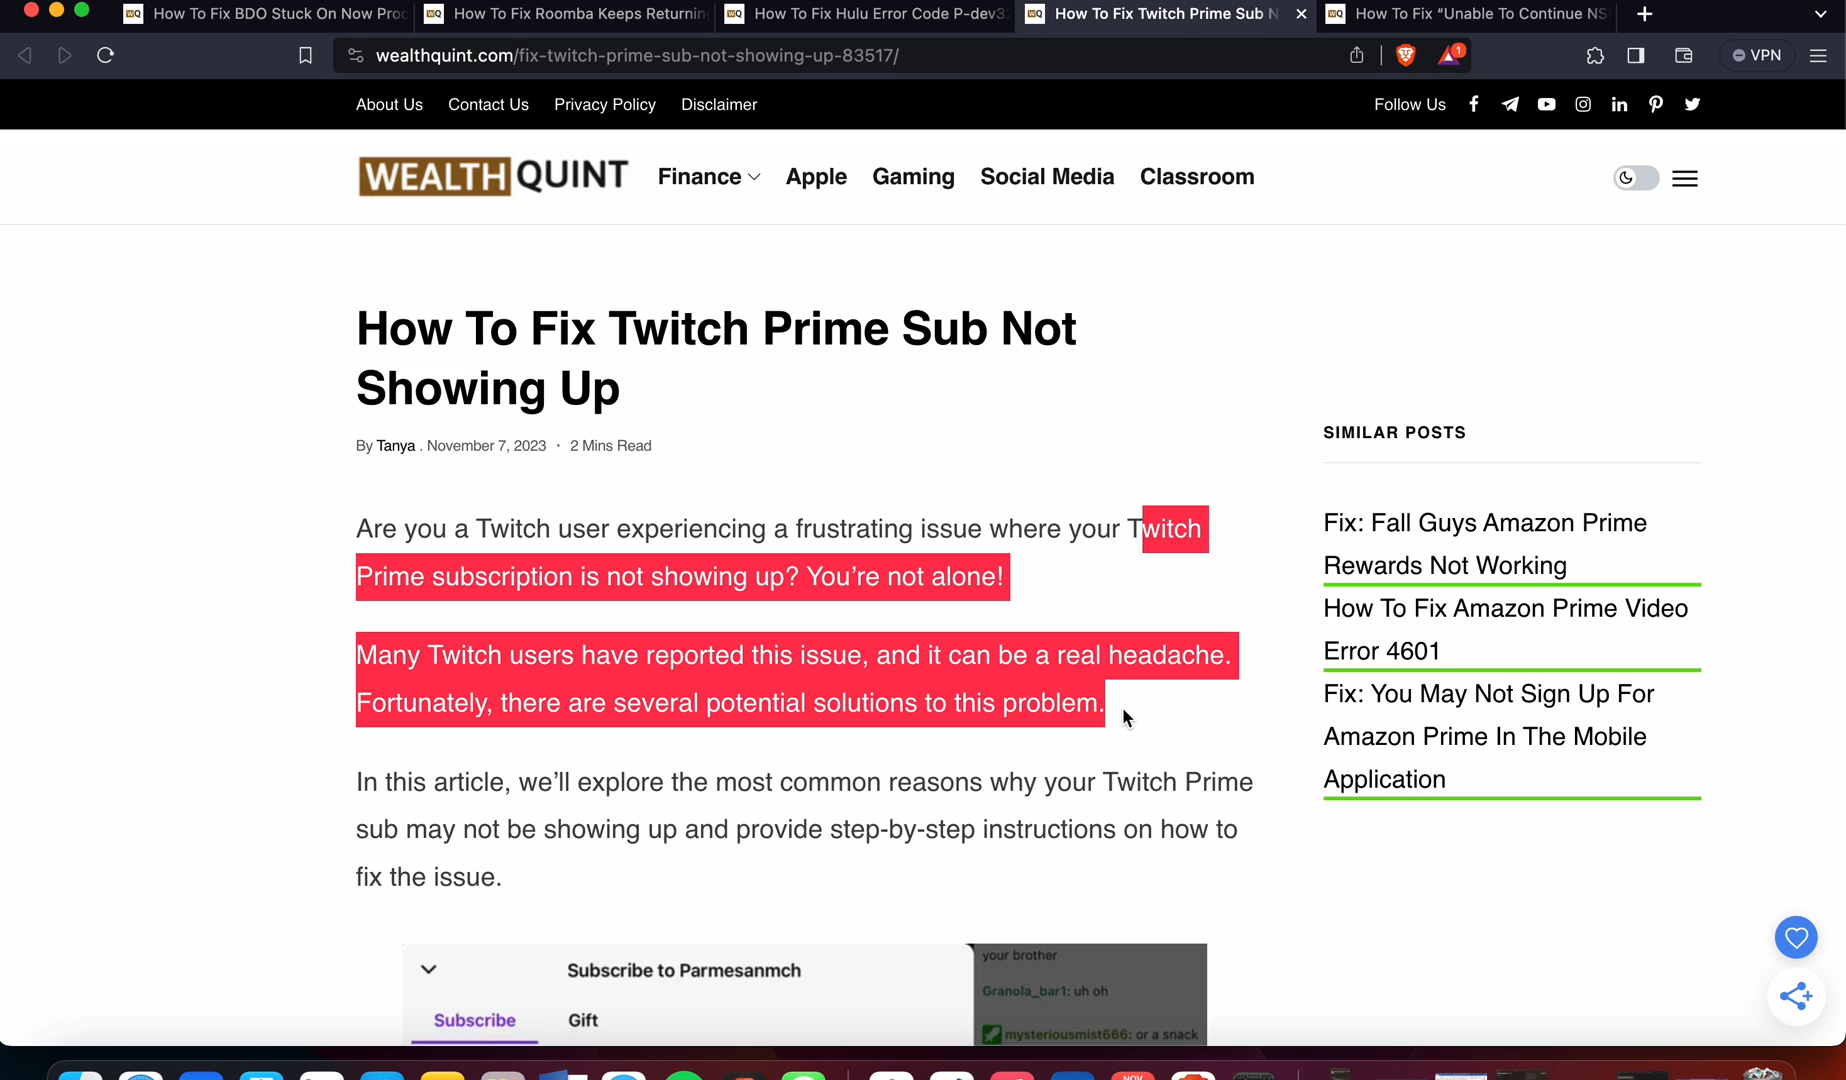 How To Fix BDO Stuck On Now Proc
How To Fix Roomba Keeps Returning
How To Fix Hulu Error Code P-dev3
How To Fix Twitch Prime Sub N
How To Fix “Unable To Continue NS
wealthquint.com/fix-twitch-prime-sub-not-showing-up-83517/
1
VPN
About Us Contact Us Privacy Policy Disclaimer
Follow Us
WEALTH QUINT
Finance Apple Gaming Social Media Classroom
How To Fix Twitch Prime Sub Not
Showing Up
By Tanya . November 7, 2023 · 2 Mins Read
Are you a Twitch user experiencing a frustrating issue where your Twitch
Prime subscription is not showing up? You’re not alone!
Many Twitch users have reported this issue, and it can be a real headache.
Fortunately, there are several potential solutions to this problem.
In this article, we’ll explore the most common reasons why your Twitch Prime
sub may not be showing up and provide step-by-step instructions on how to
fix the issue.
SIMILAR POSTS
Fix: Fall Guys Amazon Prime
Rewards Not Working
How To Fix Amazon Prime Video
Error 4601
Fix: You May Not Sign Up For
Amazon Prime In The Mobile
Application
Subscribe to Parmesanmch
Subscribe Gift
your brother
Granola_bar1: uh oh
mysteriousmist666: or a snack
NOV